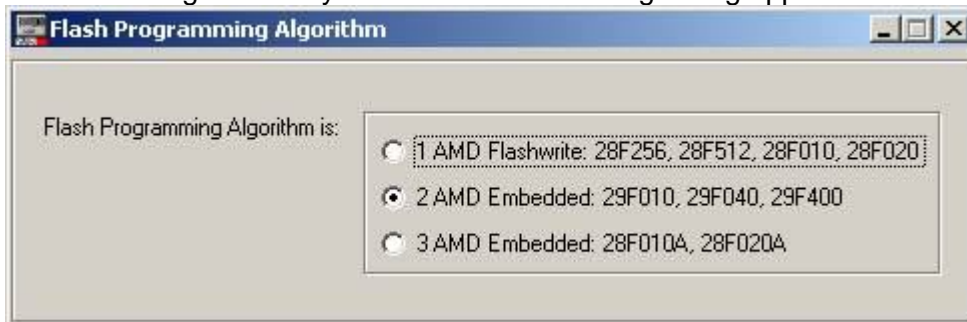 Flash Programming Algorithm
Flash Programming Algorithm is:
1 AMD Flashwrite: 28F256, 28F512, 28F010, 28F020
2 AMD Embedded: 29F010, 29F040, 29F400
3 AMD Embedded: 28F010A, 28F020A